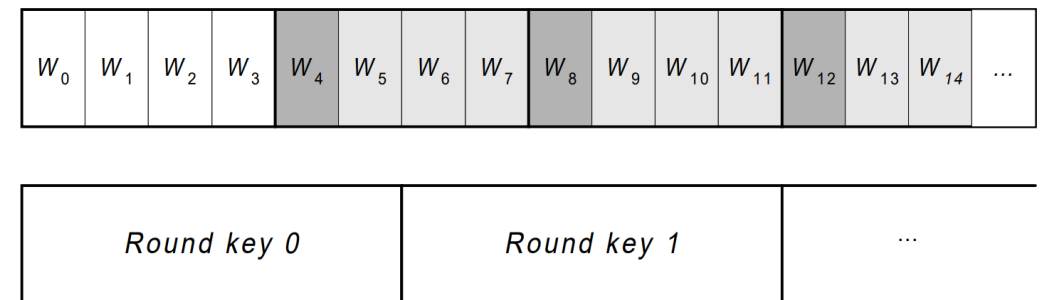 W₀ W₁ W₂ W₃ W₄ W₅ W₆ W₇ W₈ W₉ W₁₀ W₁₁ W₁₂ W₁₃ W₁₄ ...
Round key 0 Round key 1 ...